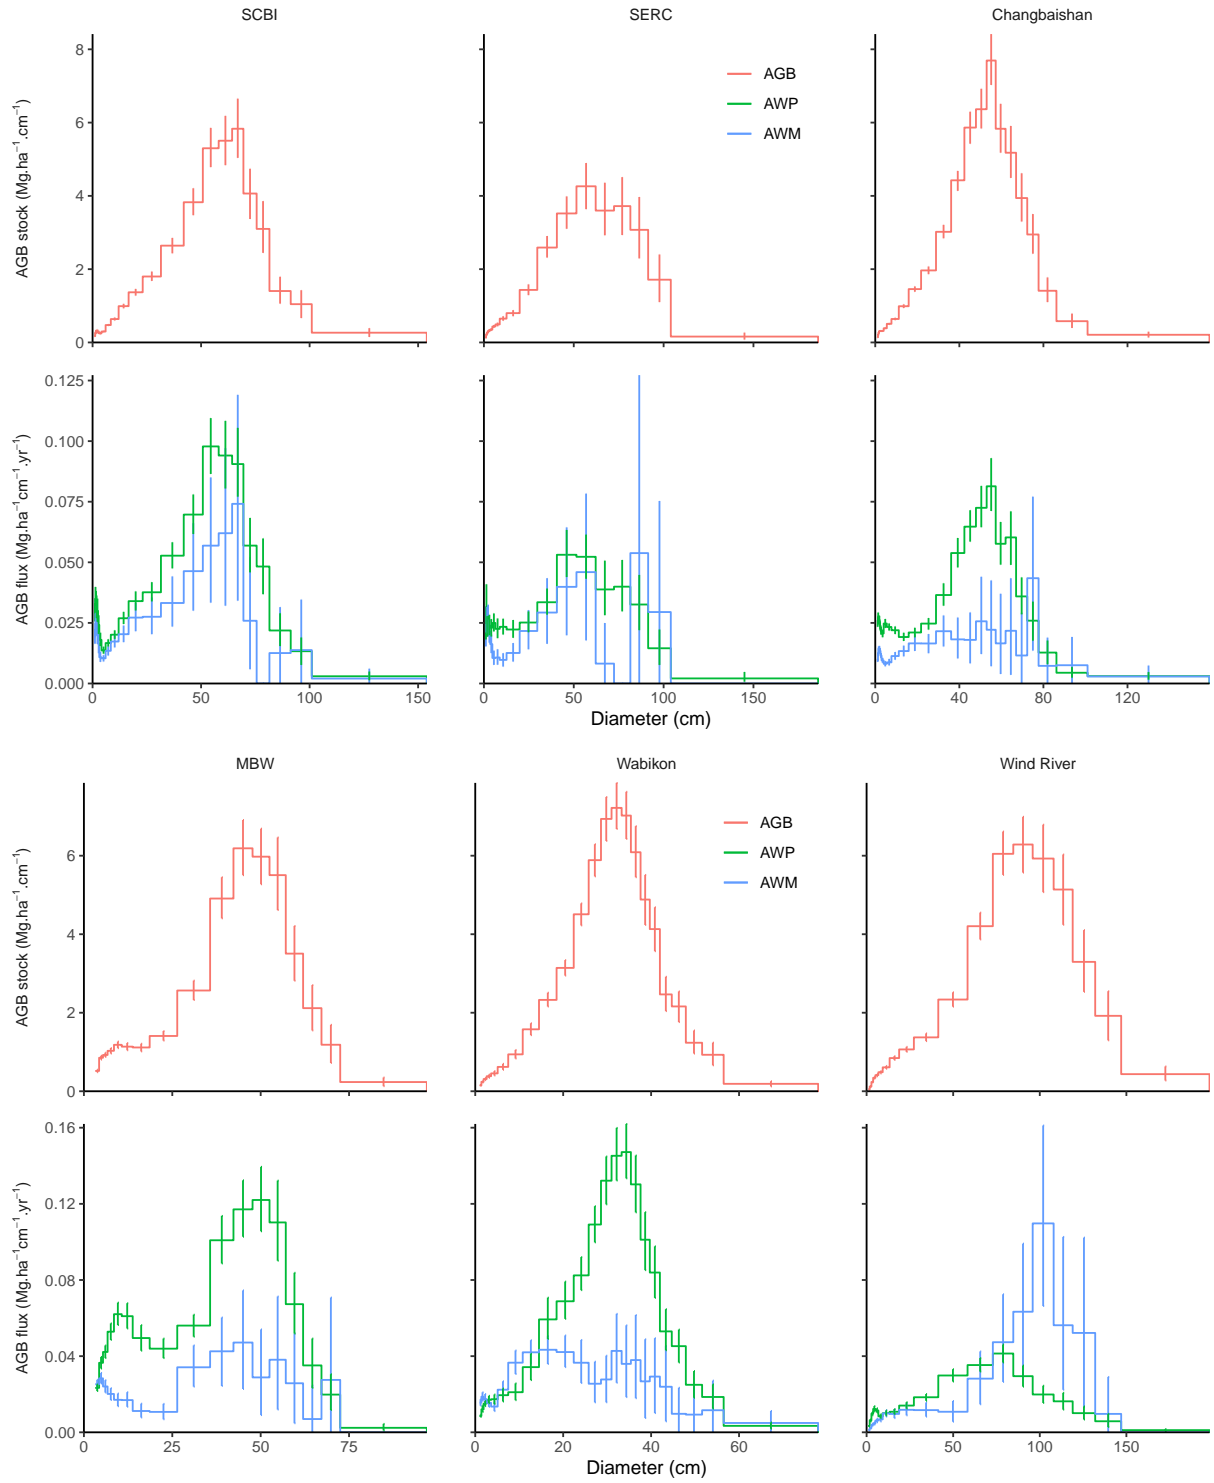 SCBI SERC Changbaishan
AGB stock (Mg.ha⁻¹.cm⁻¹)
8
6
4
2
0
AGB
AWP
AWM
AGB flux (Mg.ha⁻¹cm⁻¹.yr⁻¹)
0.125
0.100
0.075
0.050
0.025
0.000
0 50 100 150 0 50 100 150 0 40 80 120
Diameter (cm)
MBW Wabikon Wind River
AGB stock (Mg.ha⁻¹.cm⁻¹)
6
4
2
0
AGB
AWP
AWM
AGB flux (Mg.ha⁻¹cm⁻¹.yr⁻¹)
0.16
0.12
0.08
0.04
0.00
0 25 50 75 0 20 40 60 0 50 100 150
Diameter (cm)